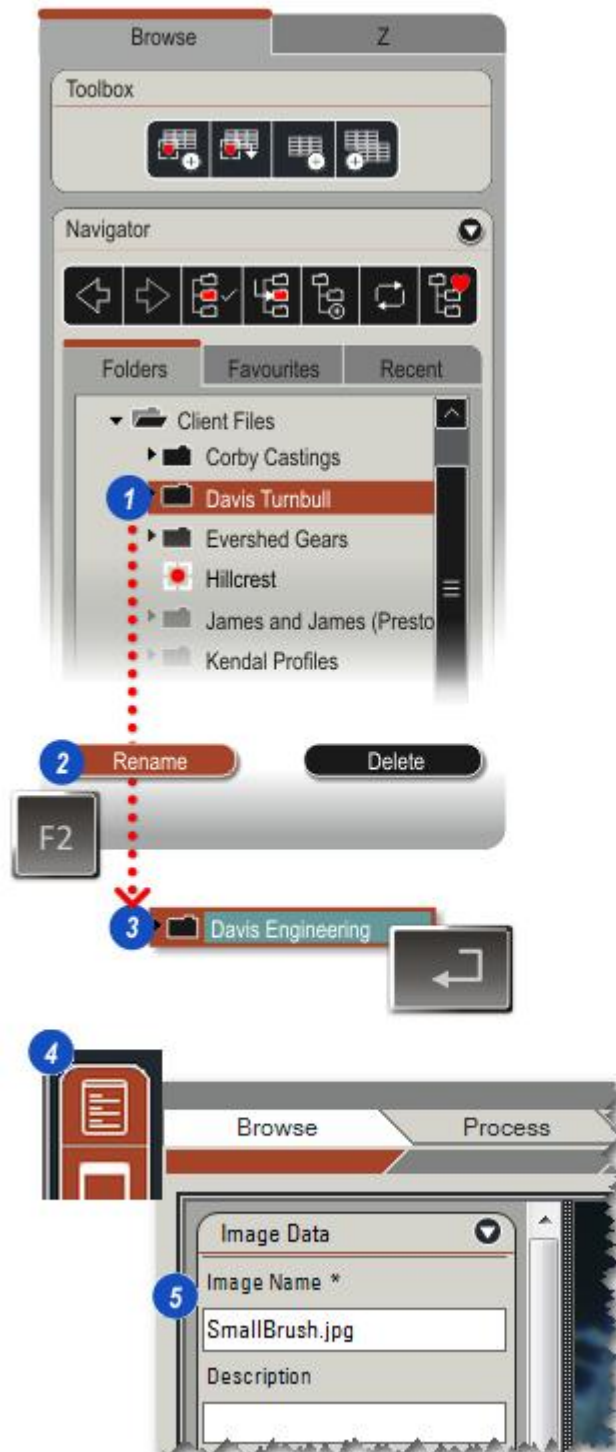 Browse Z
Toolbox
Navigator
Folders Favourites Recent
Client Files
Corby Castings
1 Davis Turnbull
Evershed Gears
Hillcrest
James and James (Presto
Kendal Profiles
2 Rename Delete
F2
3 Davis Engineering
4
Browse Process
Image Data
5 Image Name *
SmallBrush.jpg
Description